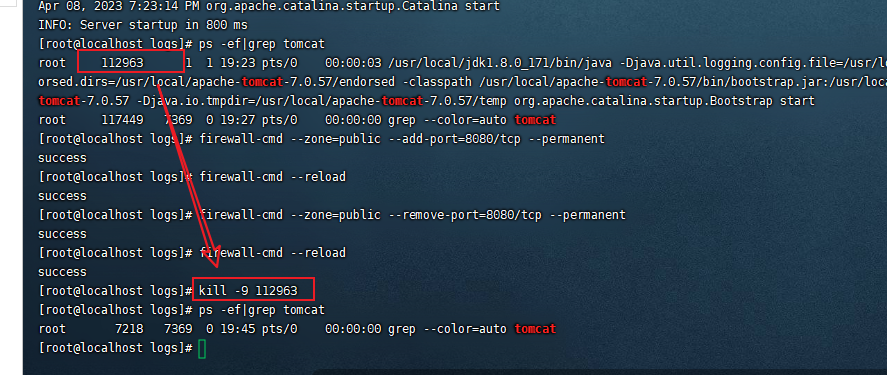 Apr 08, 2023 7:23:14 PM org.apache.catalina.startup.Catalina start
INFO: Server startup in 800 ms
[root@localhost logs]# ps -ef|grep tomcat
root 112963 1 1 19:23 pts/0 00:00:03 /usr/local/jdk1.8.0_171/bin/java -Djava.util.logging.config.file=/usr/lo
orsed.dirs=/usr/local/apache-tomcat-7.0.57/endorsed -classpath /usr/local/apache-tomcat-7.0.57/bin/bootstrap.jar:/usr/loca
tomcat-7.0.57 -Djava.io.tmpdir=/usr/local/apache-tomcat-7.0.57/temp org.apache.catalina.startup.Bootstrap start
root 117449 7369 0 19:27 pts/0 00:00:00 grep --color=auto tomcat
[root@localhost logs]# firewall-cmd --zone=public --add-port=8080/tcp --permanent
success
[root@localhost logs]# firewall-cmd --reload
success
[root@localhost logs]# firewall-cmd --zone=public --remove-port=8080/tcp --permanent
success
[root@localhost logs]# firewall-cmd --reload
success
[root@localhost logs]# kill -9 112963
[root@localhost logs]# ps -ef|grep tomcat
root 7218 7369 0 19:45 pts/0 00:00:00 grep --color=auto tomcat
[root@localhost logs]#